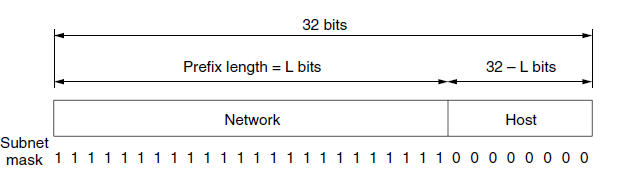 32 bits
Prefix length = L bits 32 – L bits
Network Host
Subnet
mask 1 1 1 1 1 1 1 1 1 1 1 1 1 1 1 1 1 1 1 1 1 1 1 1 0 0 0 0 0 0 0 0